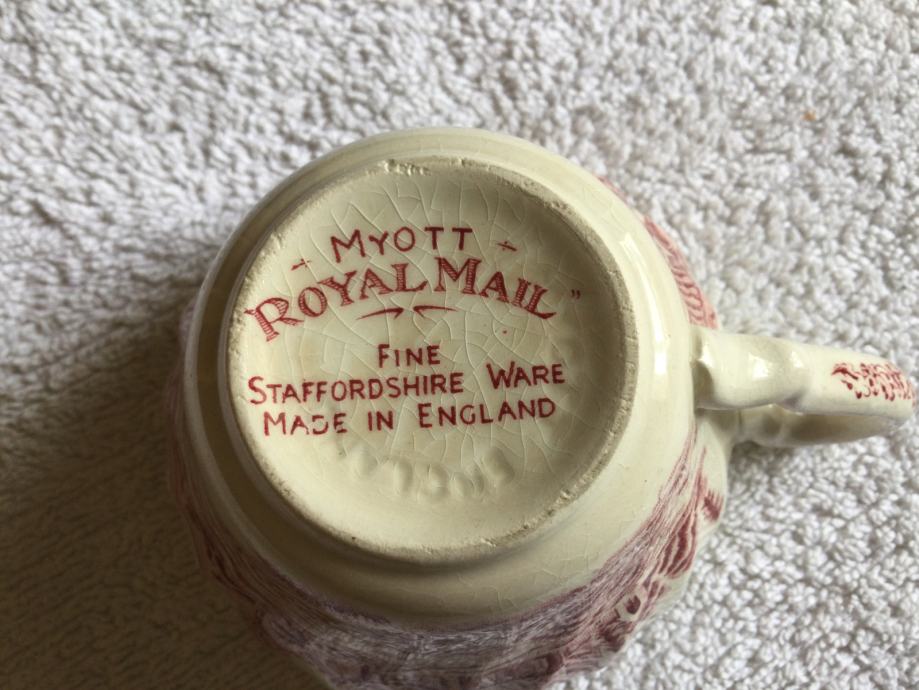 MYOTT
ROYAL MAIL"
FINE
STAFFORDSHIRE WARE
MADE IN ENGLAND